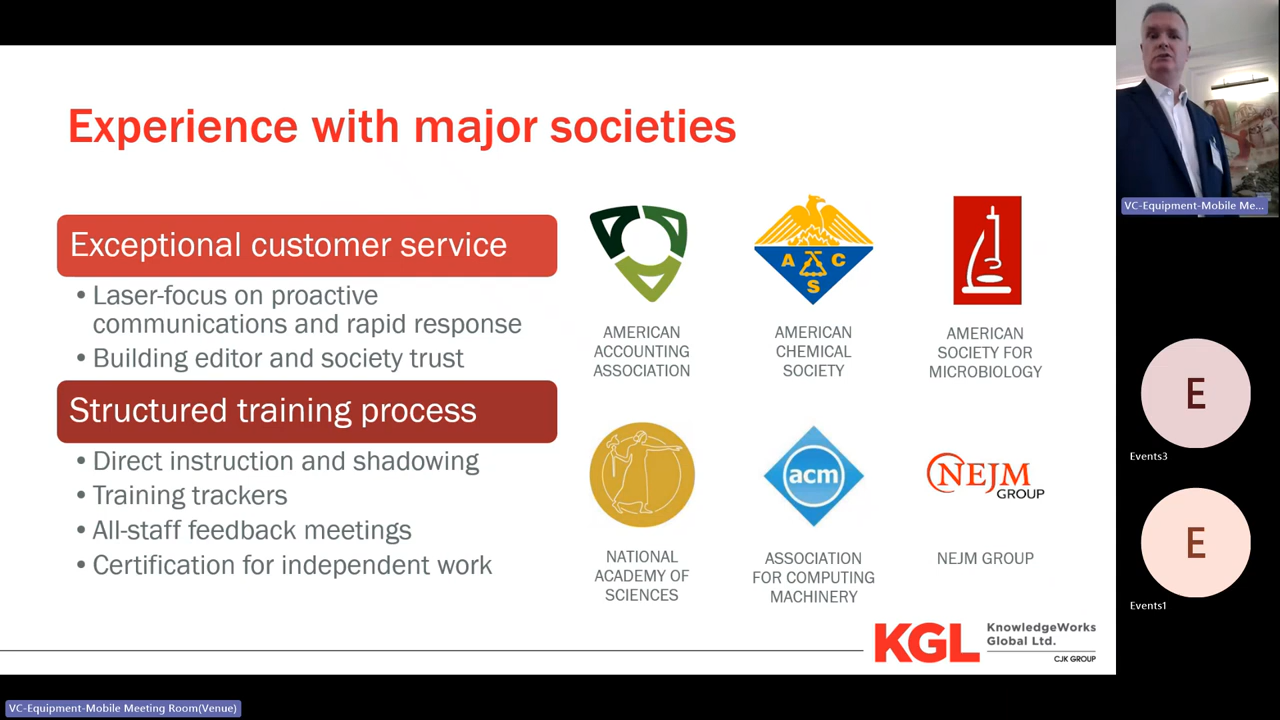 Experience with major societies
Exceptional customer service
• Laser-focus on proactive
communications and rapid response
• Building editor and society trust
Structured training process
• Direct instruction and shadowing
• Training trackers
• All-staff feedback meetings
• Certification for independent work
A C
S
AMERICAN
ACCOUNTING
ASSOCIATION
AMERICAN
CHEMICAL
SOCIETY
AMERICAN
SOCIETY FOR
MICROBIOLOGY
acm
NEJM
GROUP
NATIONAL
ACADEMY OF
SCIENCES
ASSOCIATION
FOR COMPUTING
MACHINERY
NEJM GROUP
KGL
KnowledgeWorks
Global Ltd.
CJK GROUP
VC-Equipment-Mobile Me...
E
Events3
E
Events1
VC-Equipment-Mobile Meeting Room(Venue)